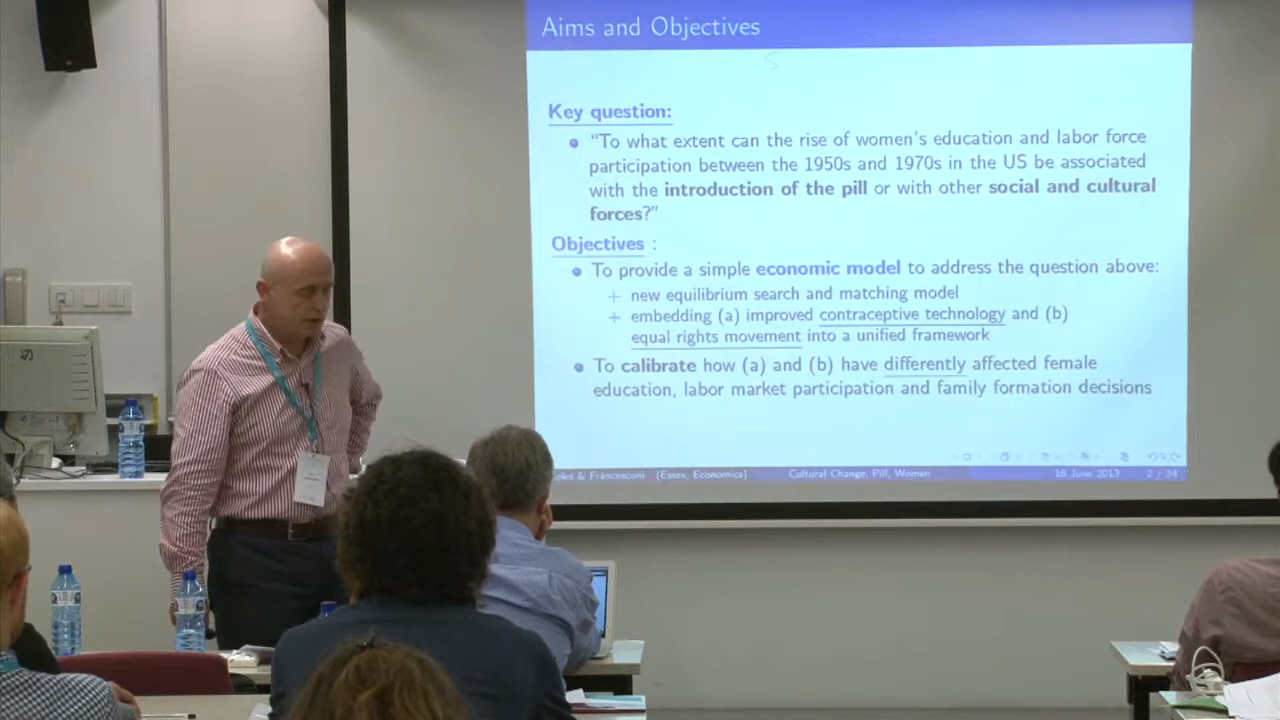 Aims and Objectives
Key question:
“To what extent can the rise of women's education and labor force
participation between the 1950s and 1970s in the US be associated
with the introduction of the pill or with other social and cultural
forces?”
Objectives :
To provide a simple economic model to address the question above:
+ new equilibrium search and matching model
+ embedding (a) improved contraceptive technology and (b)
equal rights movement into a unified framework
To calibrate how (a) and (b) have differently affected female
education, labor market participation and family formation decisions
& Francesconi (Essex, Economics) Cultural Change, Pill, Women 18 June 2013 2 / 34